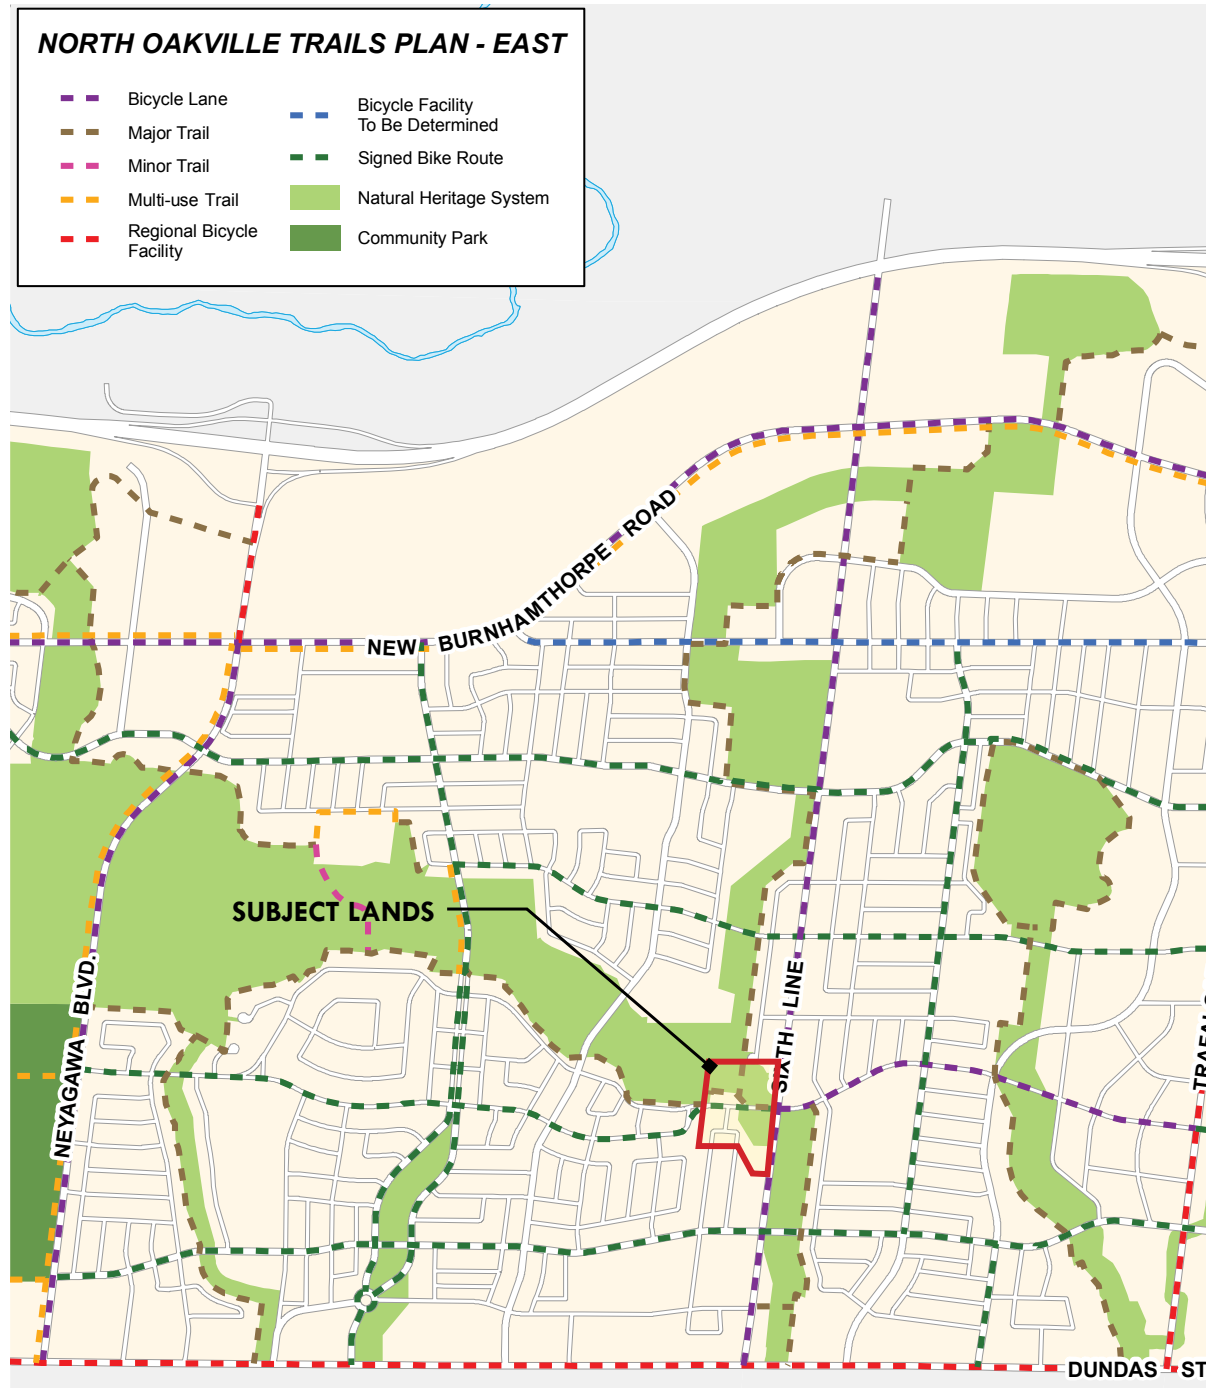 NORTH OAKVILLE TRAILS PLAN - EAST
Bicycle Lane
Major Trail
Minor Trail
Multi-use Trail
Regional Bicycle
Facility
Bicycle Facility
To Be Determined
Signed Bike Route
Natural Heritage System
Community Park
NEW BURNHAMTHORPE ROAD
SUBJECT LANDS
NEYAGAWA BLVD.
SIXTH LINE
DUNDAS ST